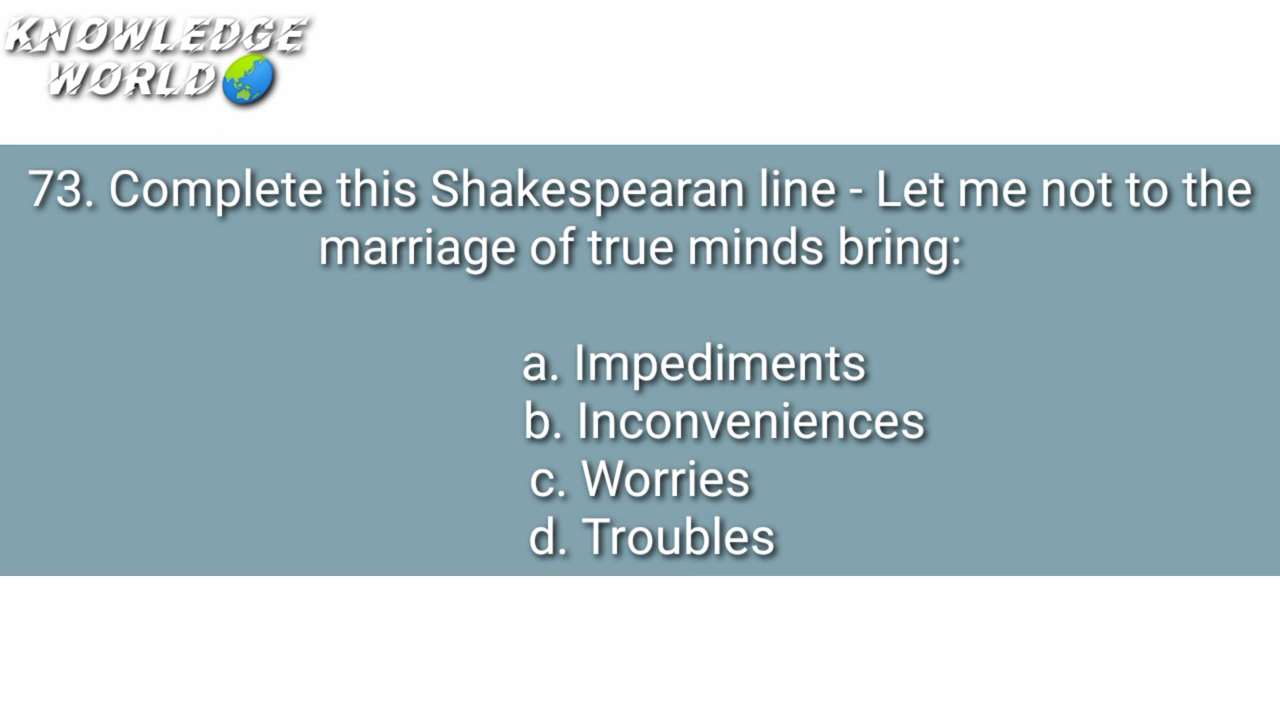 KNOWLEDGE
WORLD
73. Complete this Shakespearan line - Let me not to the
marriage of true minds bring:
a. Impediments
b. Inconveniences
c. Worries
d. Troubles